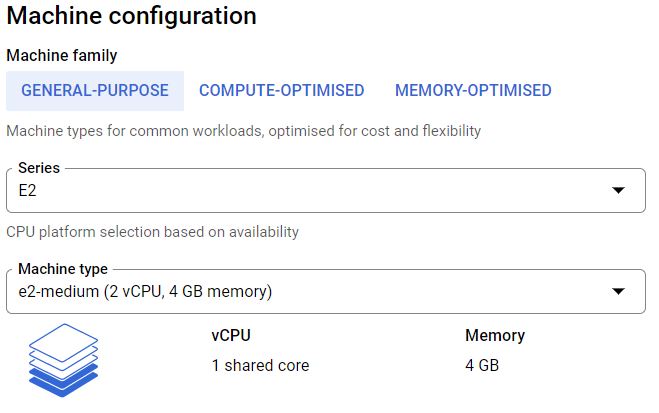 Machine configuration
Machine family
GENERAL-PURPOSE COMPUTE-OPTIMISED MEMORY-OPTIMISED
Machine types for common workloads, optimised for cost and flexibility
Series
E2
CPU platform selection based on availability
Machine type
e2-medium (2 vCPU, 4 GB memory)
vCPU Memory
1 shared core 4 GB